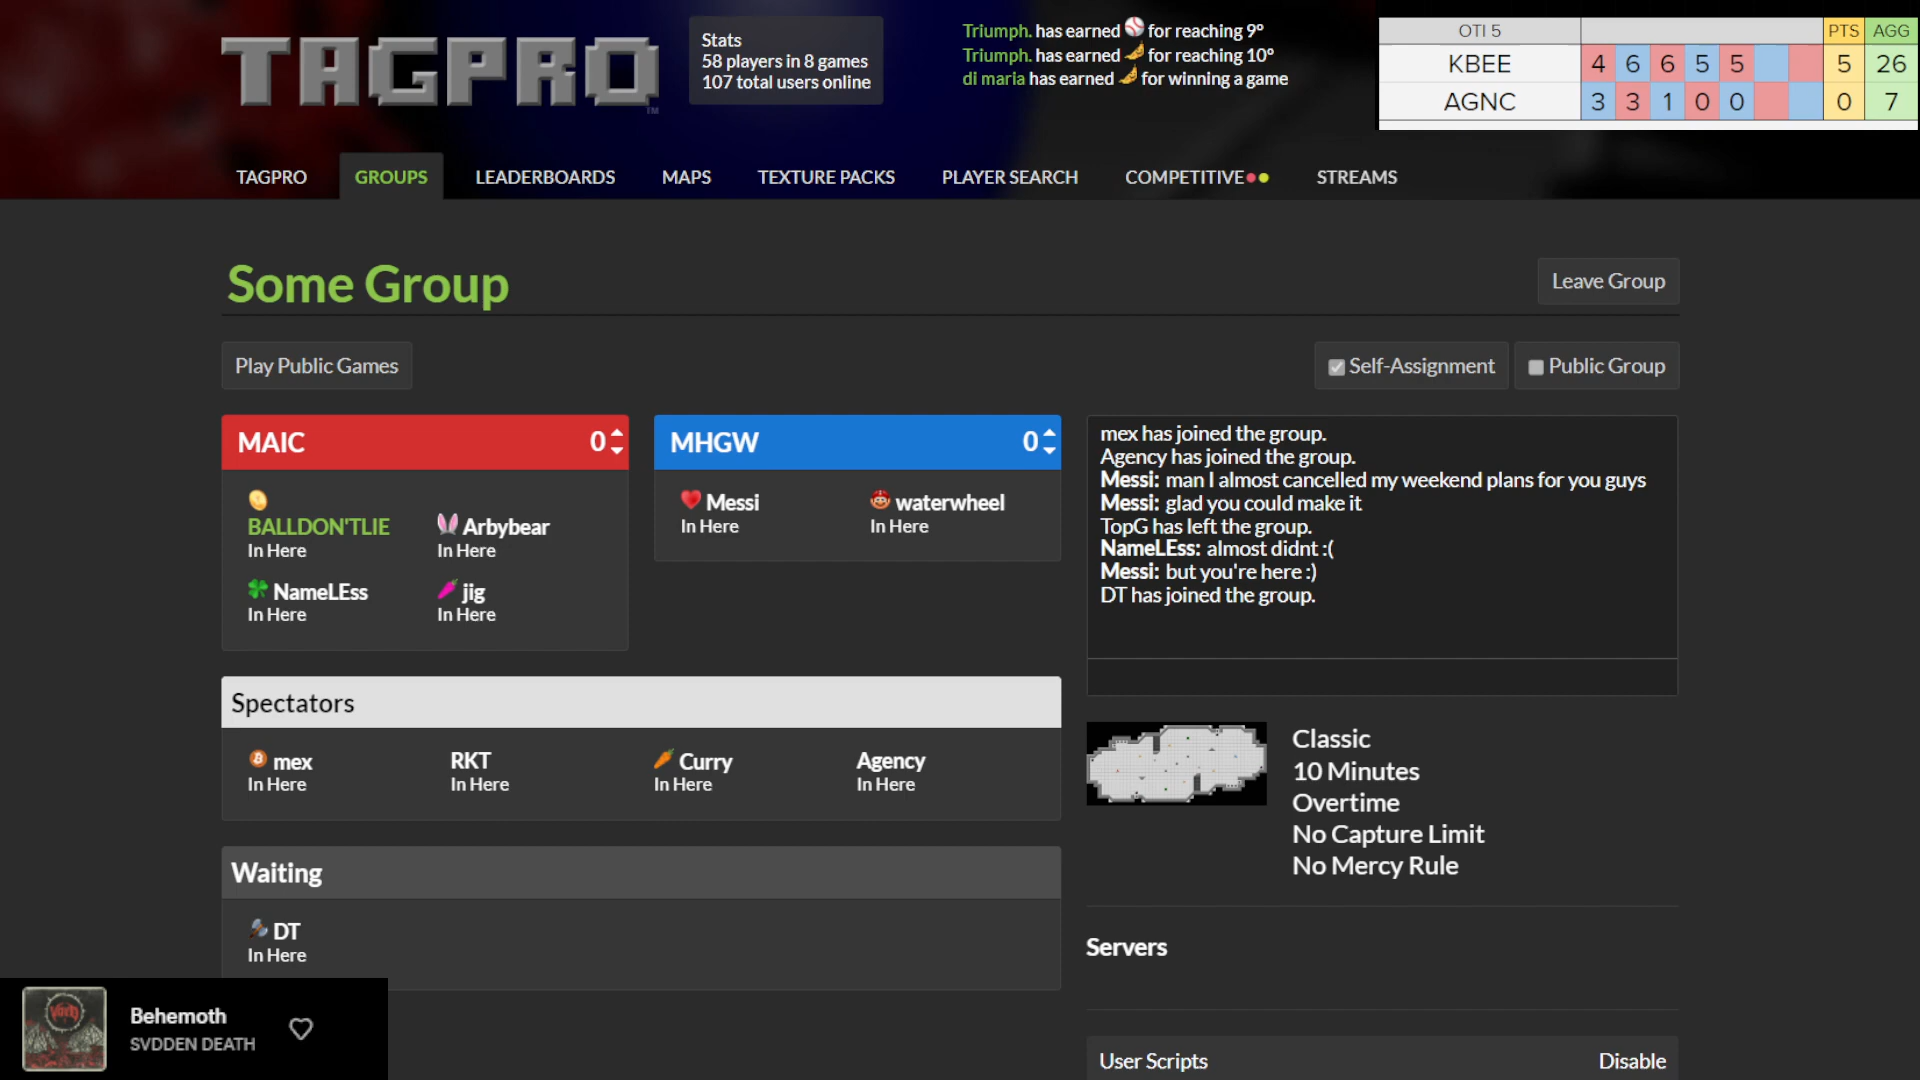 TAGPRO
TM
Stats
58 players in 8 games
107 total users online
Triumph. has earned for reaching 9°
Triumph. has earned for reaching 10°
di maria has earned for winning a game
OTI 5 PTS AGG
KBEE 4 6 6 5 5 5 26
AGNC 3 3 1 0 0 0 7
TAGPRO GROUPS LEADERBOARDS MAPS TEXTURE PACKS PLAYER SEARCH COMPETITIVE STREAMS
Some Group
Leave Group
Play Public Games
Self-Assignment
Public Group
MAIC 0
BALLDON'TLIE
In Here
Arbybear
In Here
NameLEss
In Here
jig
In Here
MHGW 0
Messi
In Here
waterwheel
In Here
mex has joined the group.
Agency has joined the group.
Messi: man I almost cancelled my weekend plans for you guys
Messi: glad you could make it
TopG has left the group.
NameLEss: almost didnt :(
Messi: but you're here :)
DT has joined the group.
Spectators
mex
In Here
RKT
In Here
Curry
In Here
Agency
In Here
Waiting
DT
In Here
Classic
10 Minutes
Overtime
No Capture Limit
No Mercy Rule
Servers
User Scripts Disable
Behemoth
SVDDEN DEATH